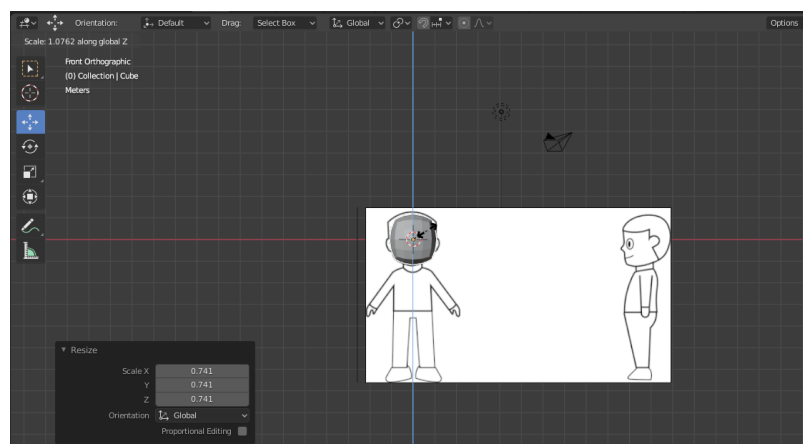 Orientation: Default Drag: Select Box Global Options
Scale: 1.0762 along global Z
Front Orthographic
(0) Collection | Cube
Meters
Resize
Scale X 0.741
Y 0.741
Z 0.741
Orientation Global
Proportional Editing